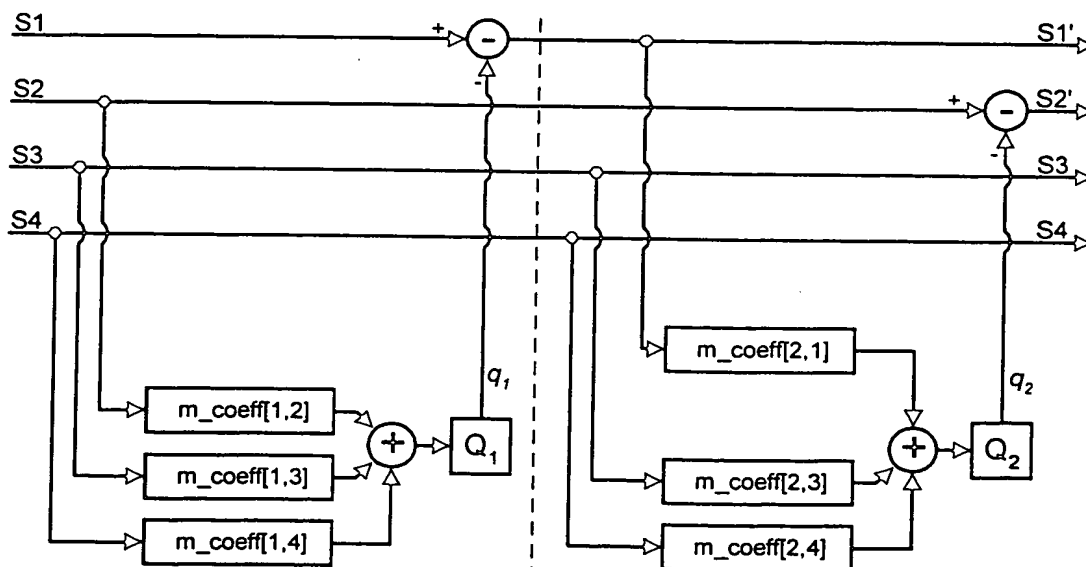 S1 + - S1'
-
S2 + - S2'
-
S3 S3
S4 S4
m_coeff[2,1]
q₁ q₂
m_coeff[1,2]
+ Q₁ + Q₂
m_coeff[1,3] m_coeff[2,3]
m_coeff[1,4] m_coeff[2,4]